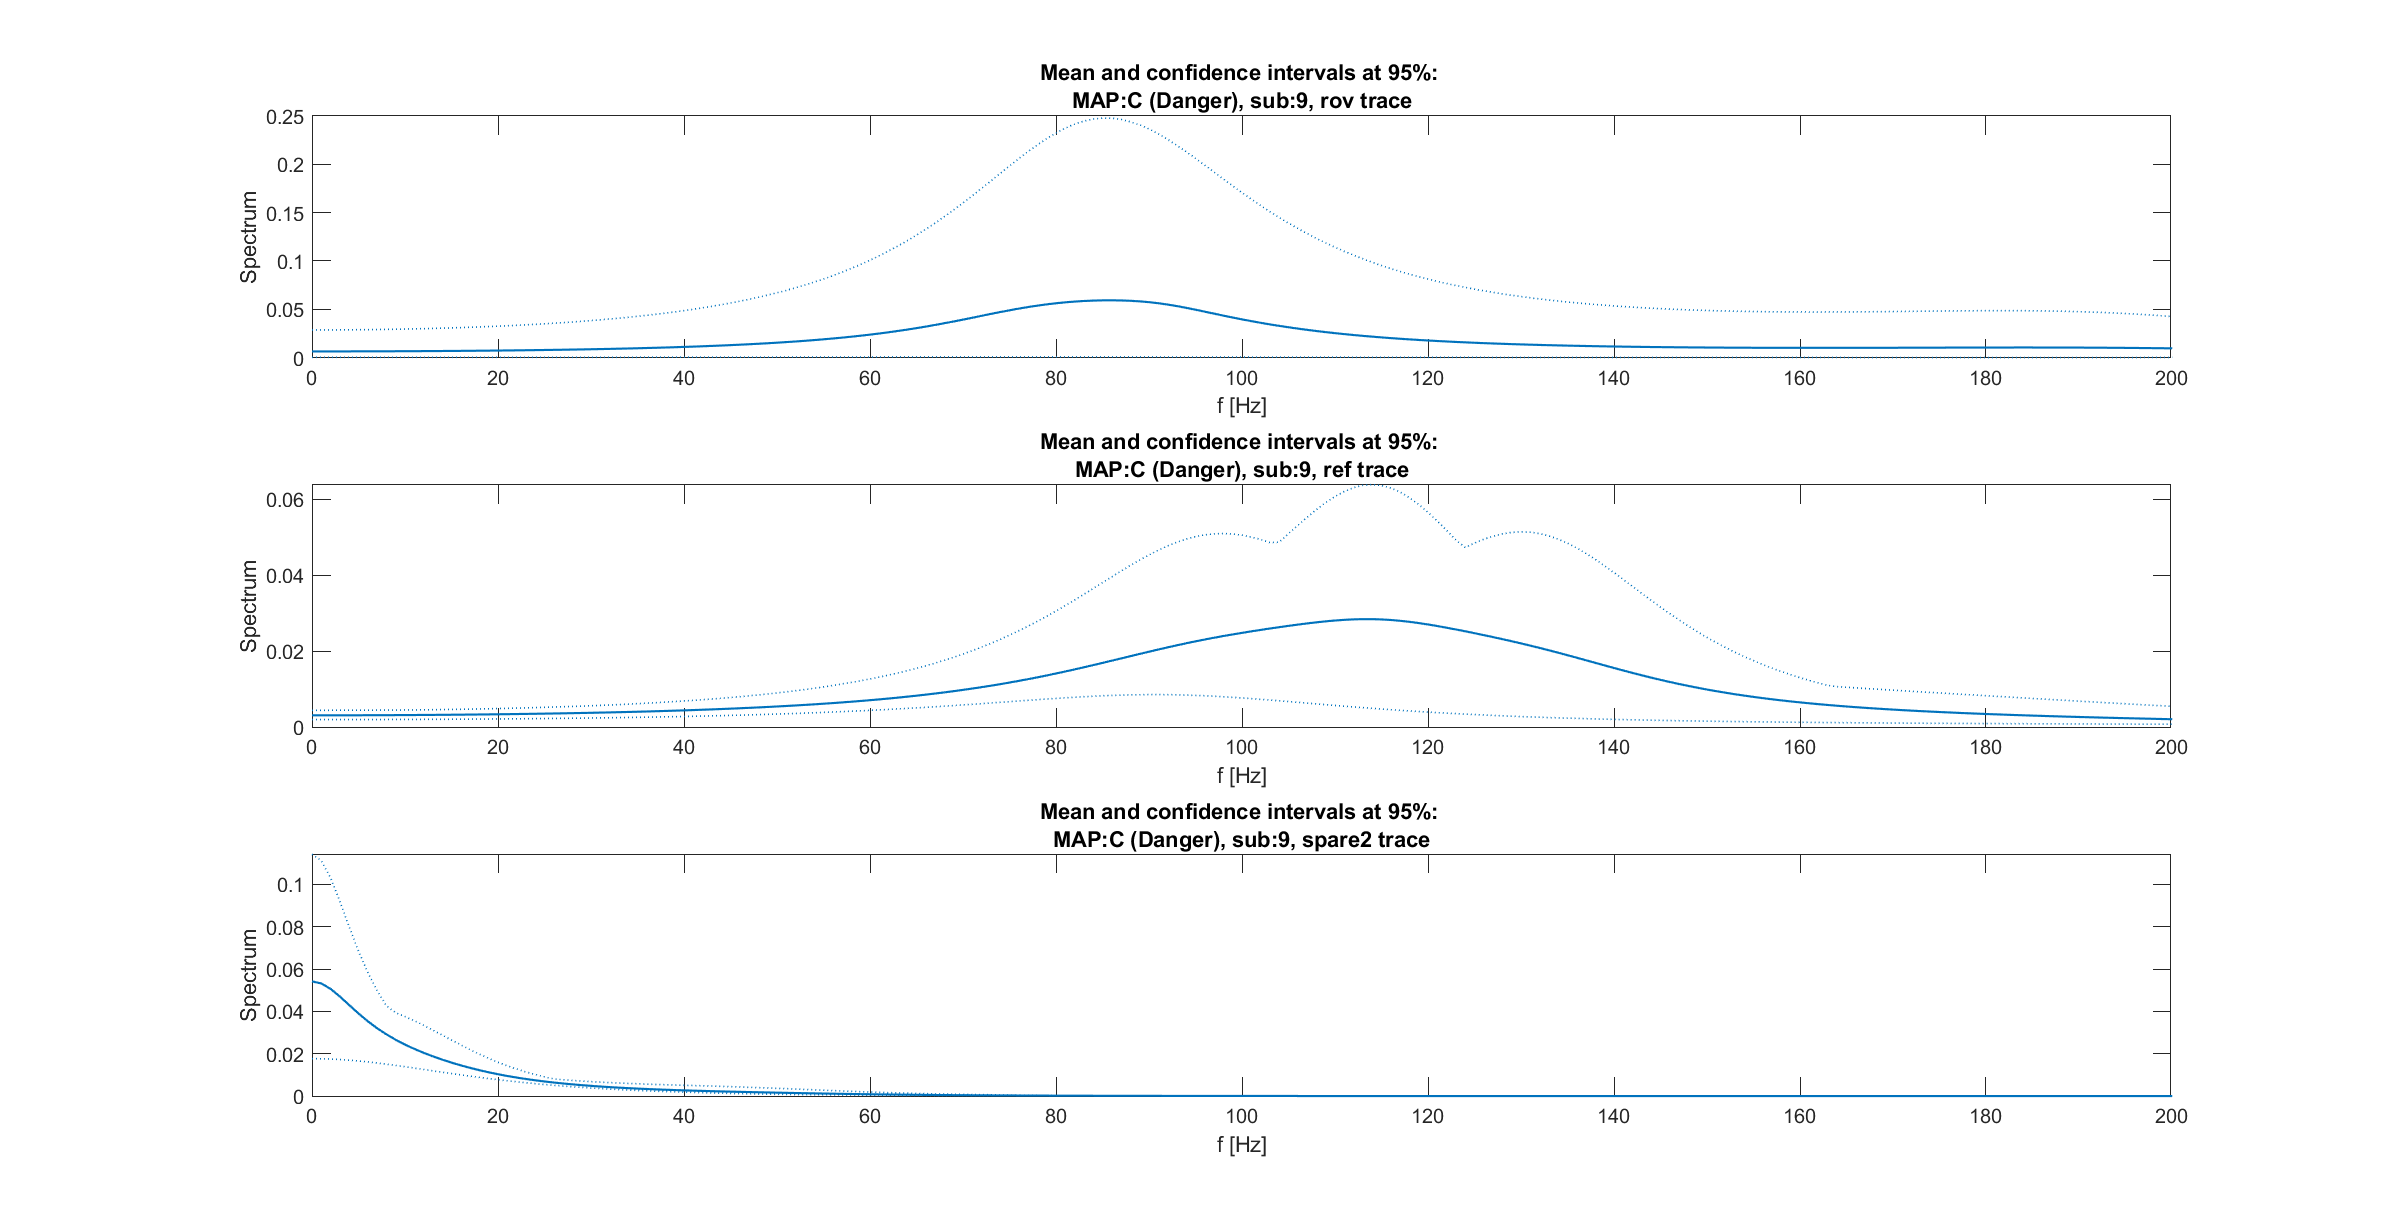 Mean and confidence intervals at 95%:
MAP:C (Danger), sub:9, rov trace
0.25
0.2
0.15
0.1
0.05
0
Spectrum
0 20 40 60 80 100 120 140 160 180 200
f [Hz]
Mean and confidence intervals at 95%:
MAP:C (Danger), sub:9, ref trace
0.06
0.04
0.02
0
Spectrum
0 20 40 60 80 100 120 140 160 180 200
f [Hz]
Mean and confidence intervals at 95%:
MAP:C (Danger), sub:9, spare2 trace
0.1
0.08
0.06
0.04
0.02
0
Spectrum
0 20 40 60 80 100 120 140 160 180 200
f [Hz]